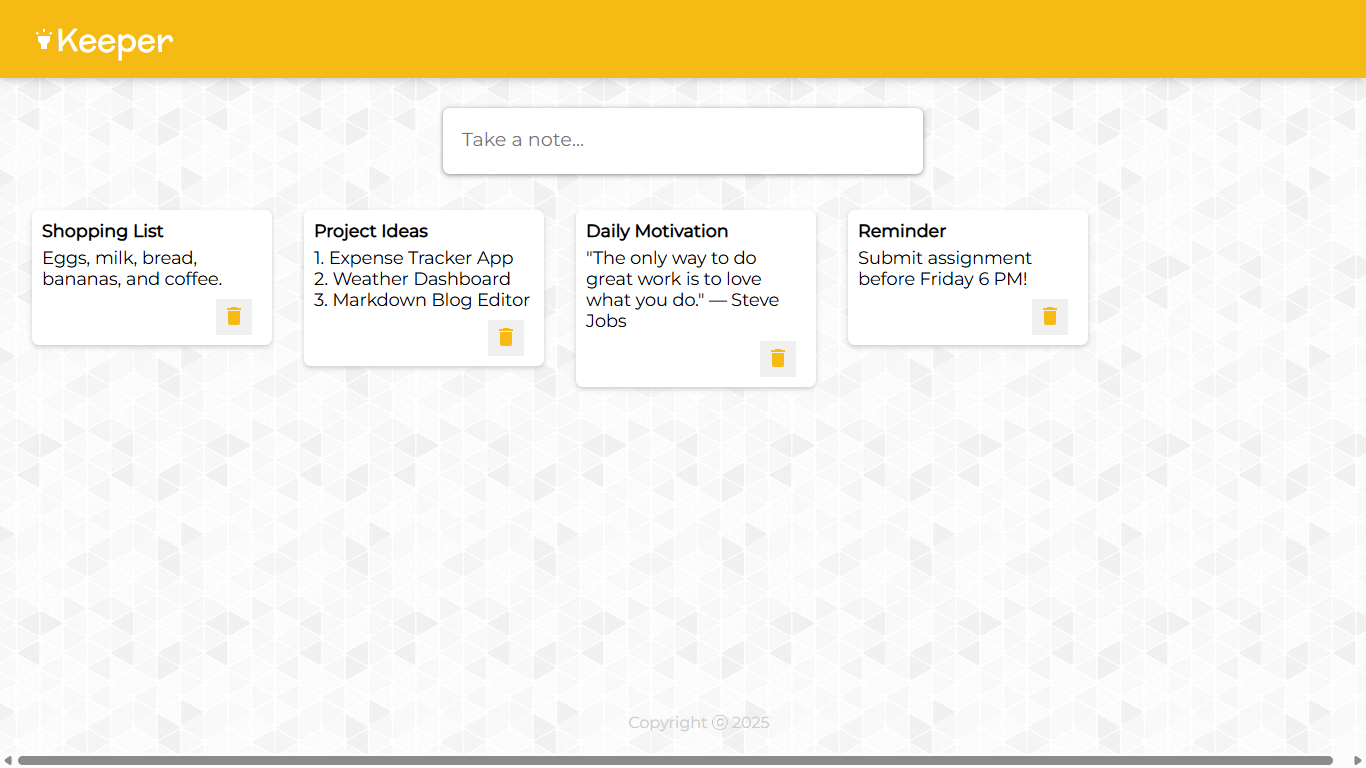 Keeper
Take a note...
Shopping List
Eggs, milk, bread,
bananas, and coffee.
Project Ideas
1. Expense Tracker App
2. Weather Dashboard
3. Markdown Blog Editor
Daily Motivation
"The only way to do
great work is to love
what you do." — Steve
Jobs
Reminder
Submit assignment
before Friday 6 PM!
Copyright ⓒ 2025